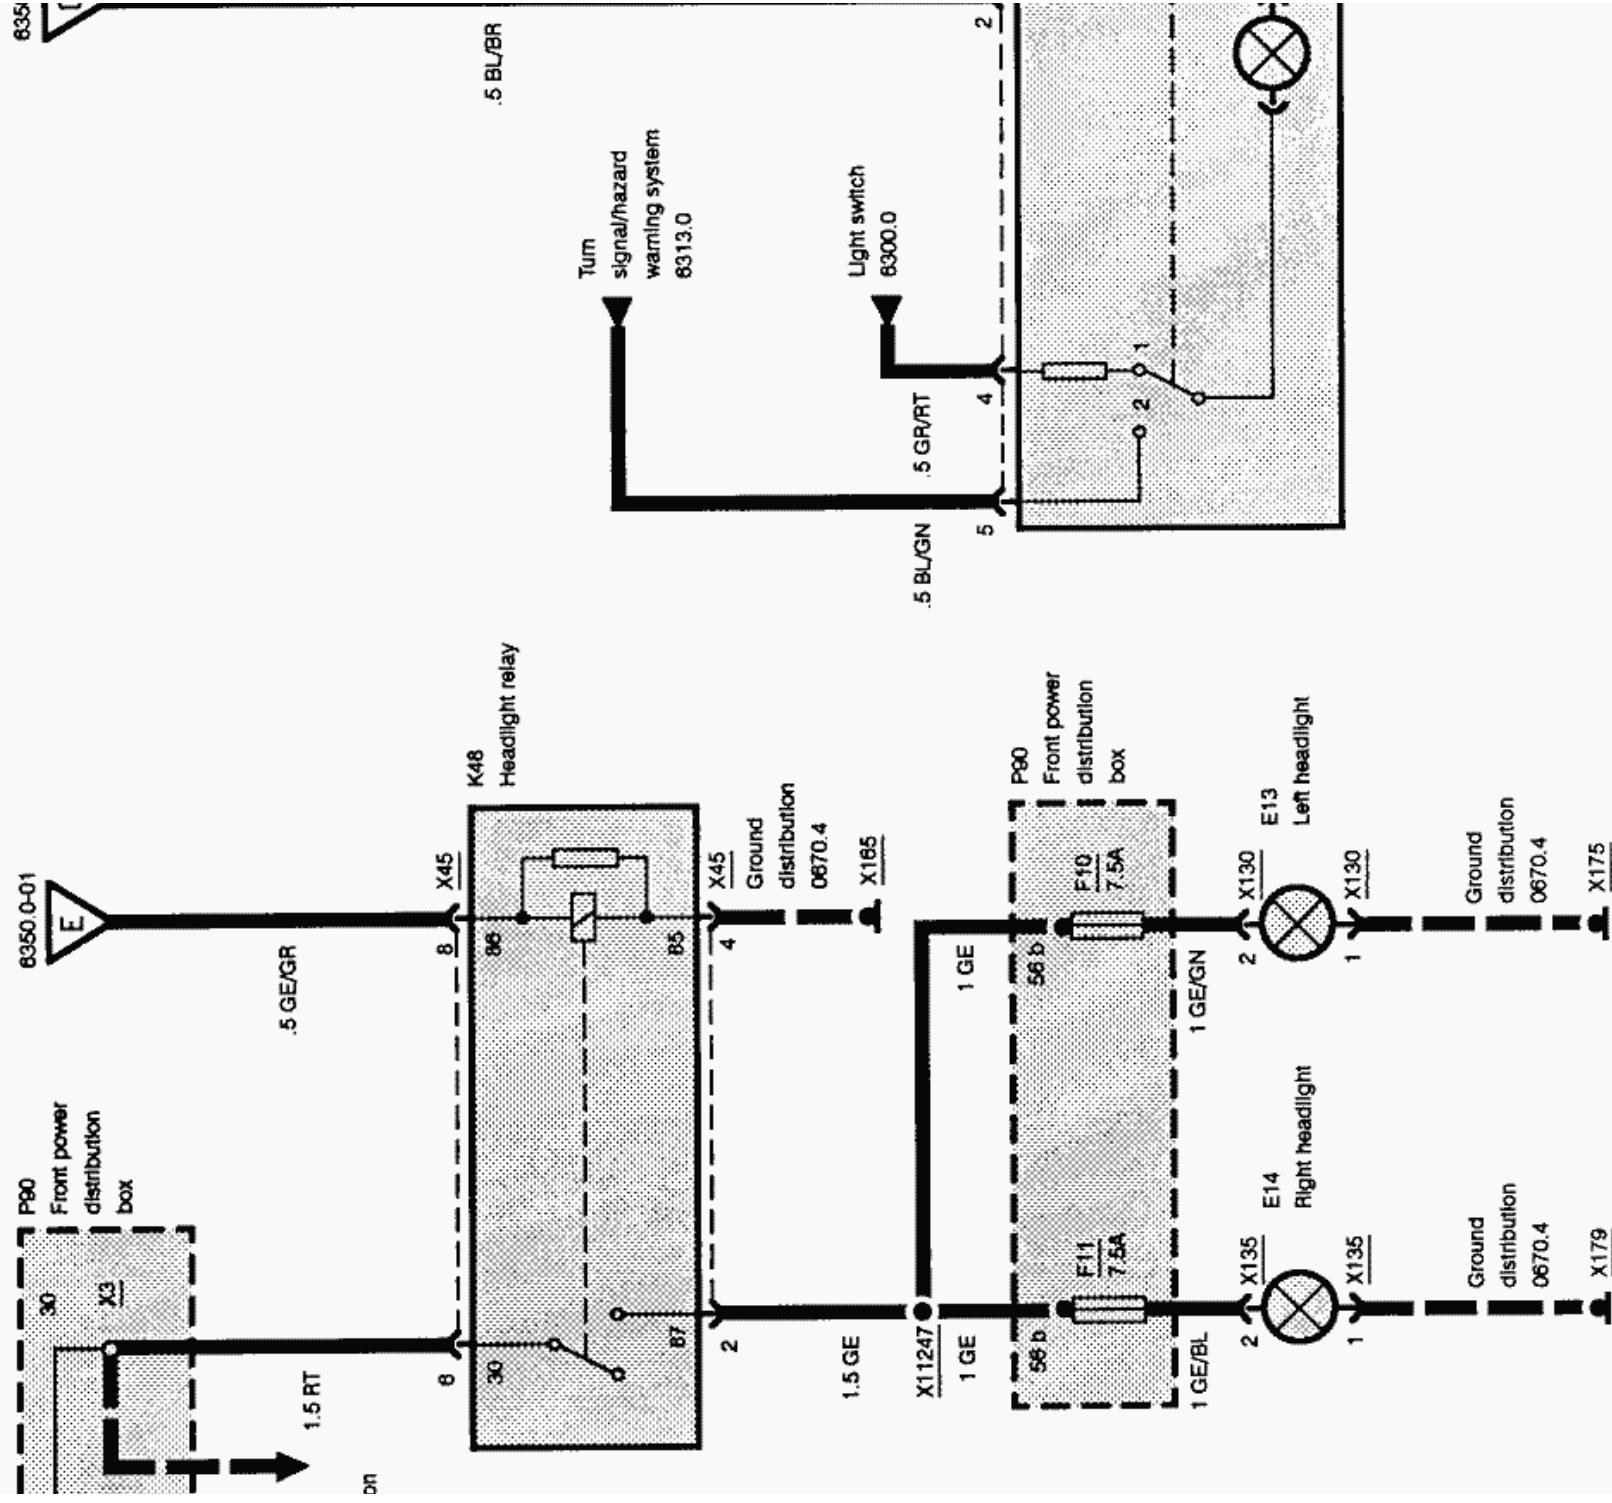 635
.5 BL/BR
2
Turn
signal/hazard
warning system
6313.0
Light switch
6300.0
1
2
4
.5 GR/RT
5
.5 BL/GN
6350.0-01
E
.5 GE/GR
X45
8
K48
Headlight relay
86
85
X45
4
Ground
distribution
0670.4
X165
P90
Front power
distribution
box
30
X3
1.5 RT
6
30
87
2
1.5 GE
X11247
1 GE
1 GE
P90
Front power
distribution
box
56 b
F10
7.5A
1 GE/GN
56 b
F11
7.5A
1 GE/BL
X130
2
E13
Left headlight
X130
1
Ground
distribution
0670.4
X175
X135
2
E14
Right headlight
X135
1
Ground
distribution
0670.4
X179
on